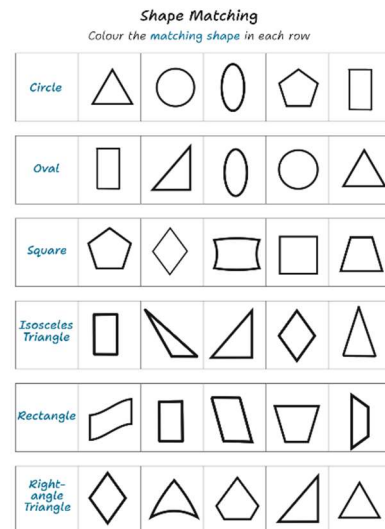 Shape Matching
Colour the matching shape in each row
Circle
Oval
Square
Isosceles
Triangle
Rectangle
Right-
angle
Triangle